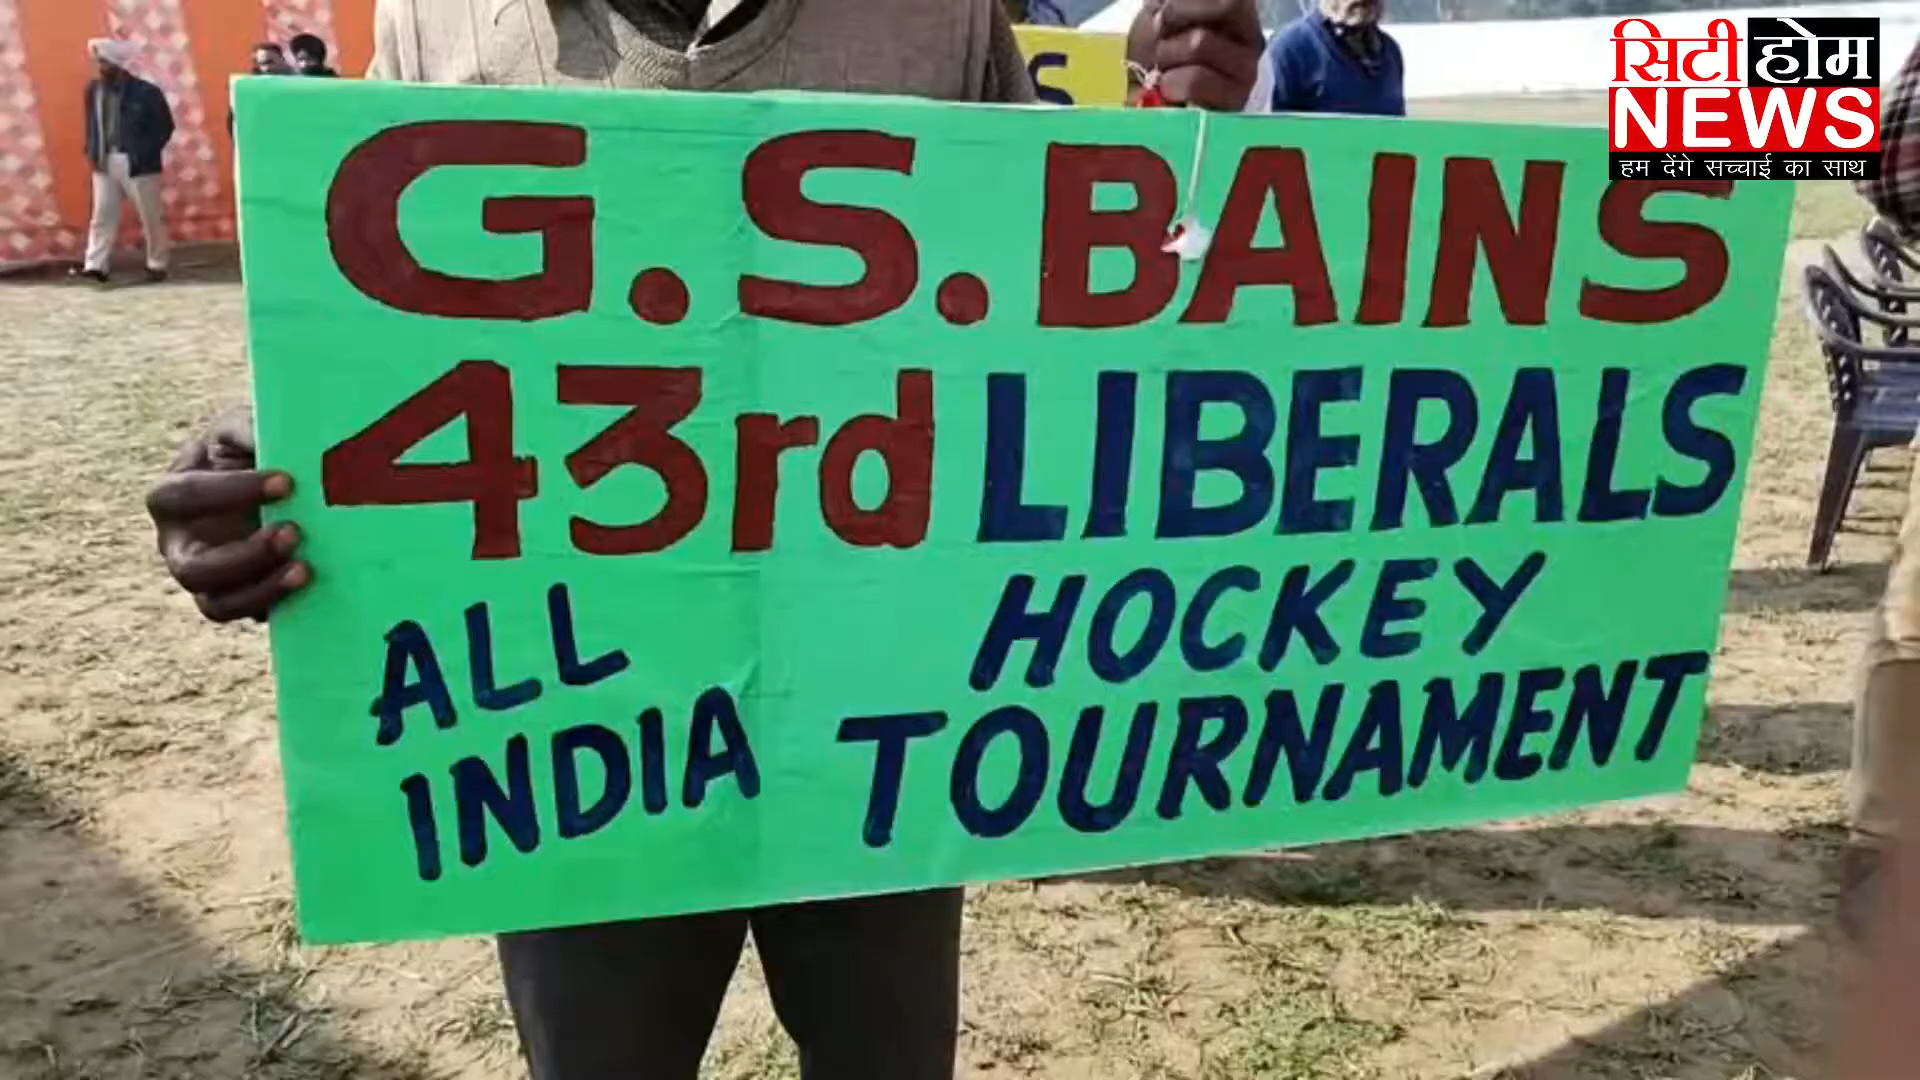 सिटी होम
NEWS
हम देंगे सच्चाई का साथ
G.S.BAINS
43rd LIBERALS
ALL HOCKEY
INDIA TOURNAMENT